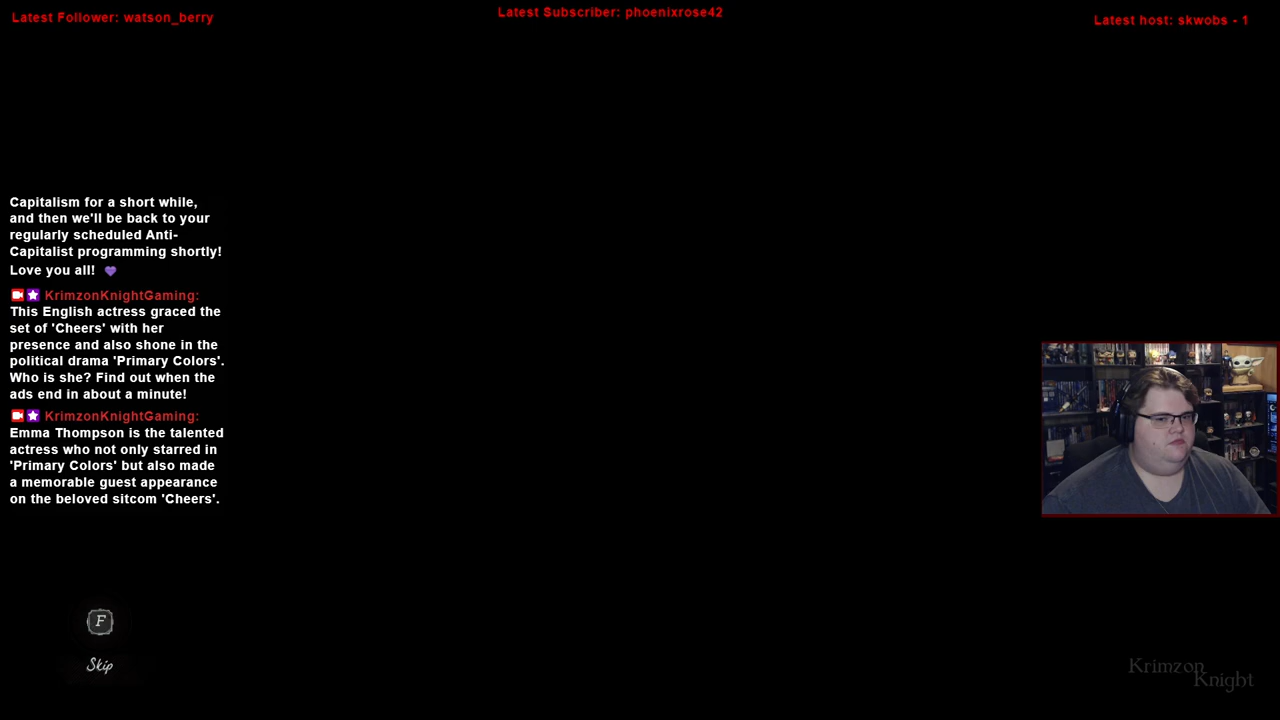 Latest Follower: watson_berry
Latest Subscriber: phoenixrose42
Latest host: skwobs - 1
Capitalism for a short while,
and then we'll be back to your
regularly scheduled Anti-
Capitalist programming shortly!
Love you all!
KrimzonKnightGaming:
This English actress graced the
set of 'Cheers' with her
presence and also shone in the
political drama 'Primary Colors'.
Who is she? Find out when the
ads end in about a minute!
KrimzonKnightGaming:
Emma Thompson is the talented
actress who not only starred in
'Primary Colors' but also made
a memorable guest appearance
on the beloved sitcom 'Cheers'.
F
Skip
Krimzon
Knight